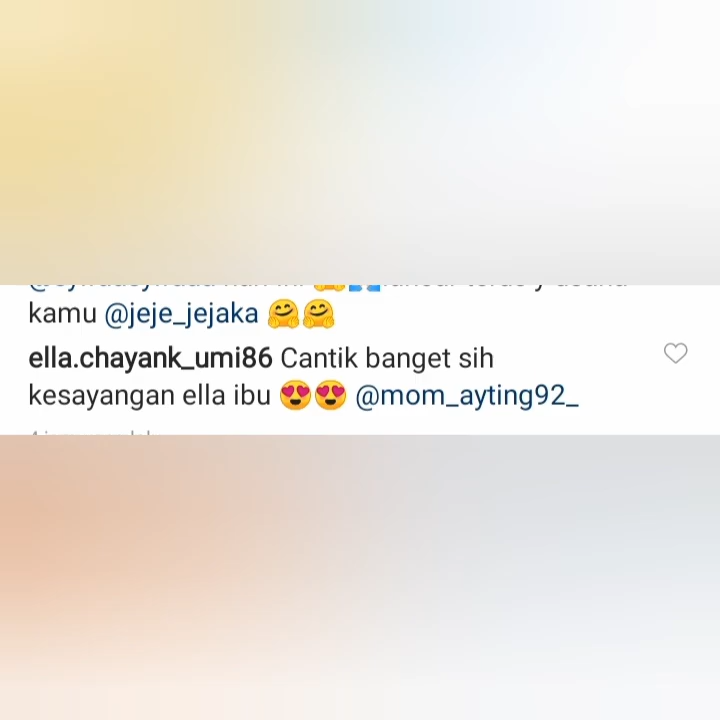 kamu @jeje_jejaka 🤗🤗
ella.chayank_umi86 Cantik banget sih
kesayangan ella ibu 😍😍 @mom_ayting92_